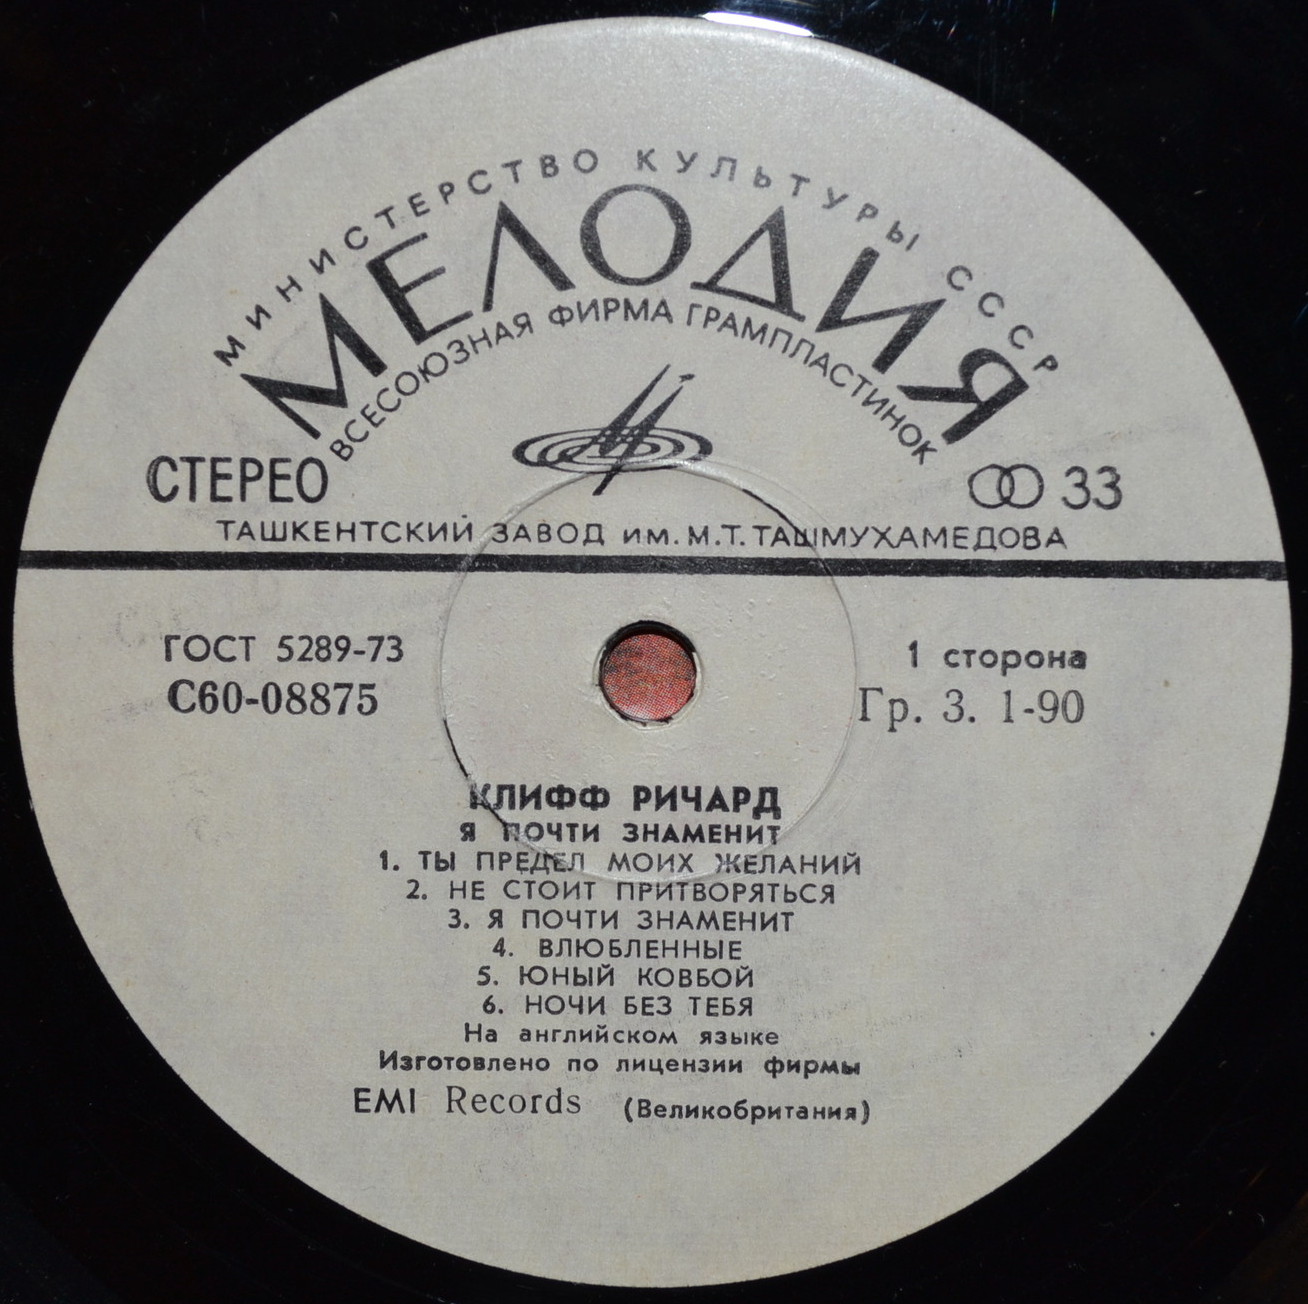 МИНИСТЕРСТВО КУЛЬТУРЫ СССР
МЕЛОДИЯ
ВСЕСОЮЗНАЯ ФИРМА ГРАМПЛАСТИНОК
СТЕРЕО
33
ТАШКЕНТСКИЙ ЗАВОД им. М.Т. ТАШМУХАМЕДОВА
ГОСТ 5289-73
1 сторона
С60-08875
Гр. 3. 1-90
КЛИФФ РИЧАРД
Я ПОЧТИ ЗНАМЕНИТ
1. ТЫ ПРЕДЕЛ МОИХ ЖЕЛАНИЙ
2. НЕ СТОИТ ПРИТВОРЯТЬСЯ
3. Я ПОЧТИ ЗНАМЕНИТ
4. ВЛЮБЛЕННЫЕ
5. ЮНЫЙ КОВБОЙ
6. НОЧИ БЕЗ ТЕБЯ
На английском языке
Изготовлено по лицензии фирмы
EMI Records (Великобритания)